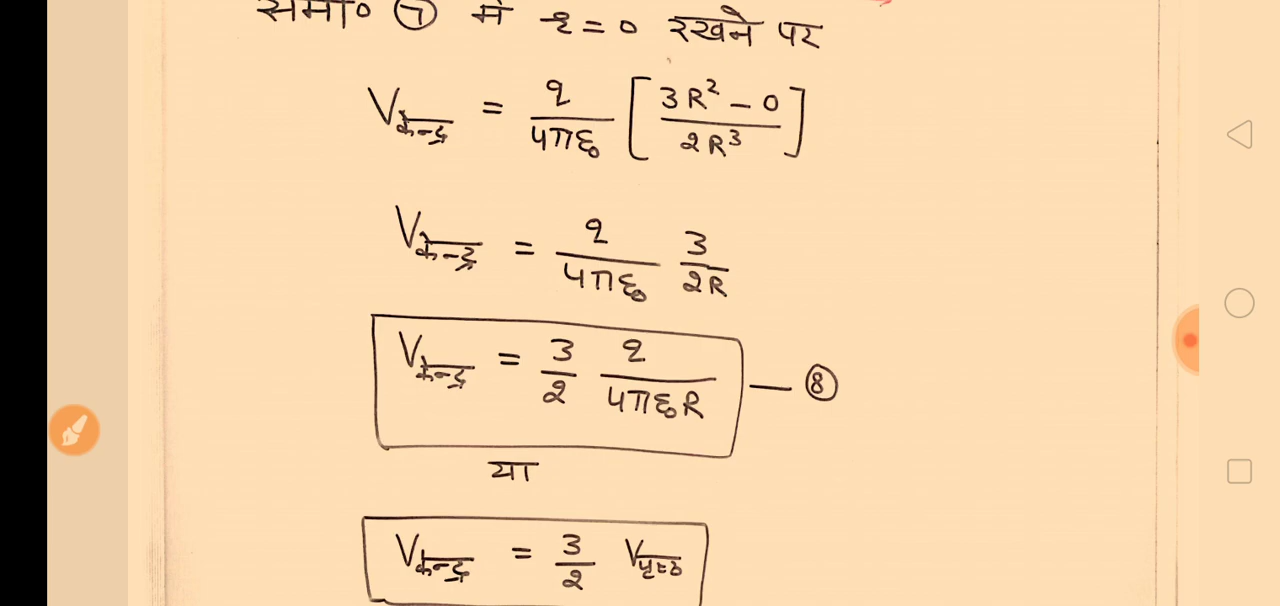 समी० ⑦ में r = 0 रखने पर
V केन्द्र = q / 4πε₀ [ 3R² - 0 / 2R³ ]
V केन्द्र = q / 4πε₀ 3 / 2R
V केन्द्र = 3 / 2 q / 4πε₀R — ⑧
या
V केन्द्र = 3 / 2 V पृष्ठ